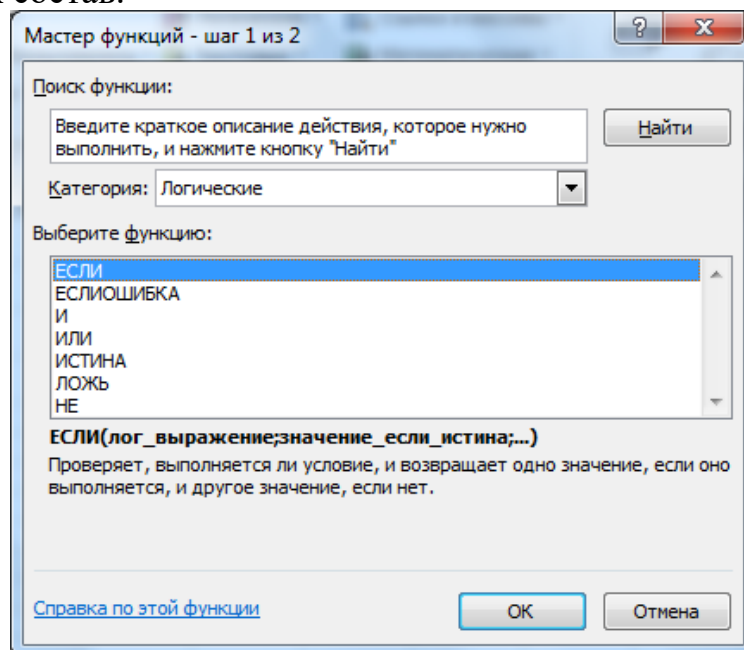 состав.
Мастер функций - шаг 1 из 2
Поиск функции:
Введите краткое описание действия, которое нужно
выполнить, и нажмите кнопку "Найти"
Найти
Категория: Логические
Выберите функцию:
ЕСЛИ
ЕСЛИОШИБКА
И
ИЛИ
ИСТИНА
ЛОЖЬ
НЕ
ЕСЛИ(лог_выражение;значение_если_истина;...)
Проверяет, выполняется ли условие, и возвращает одно значение, если оно
выполняется, и другое значение, если нет.
Справка по этой функции
ОК
Отмена